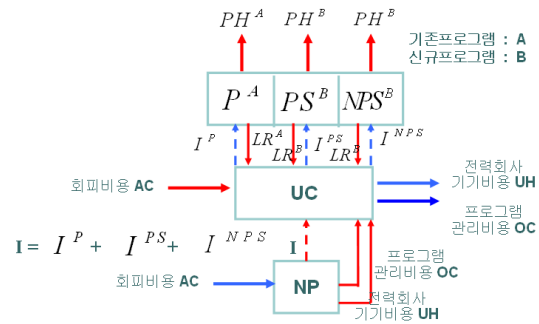 PH^A PH^B PH^B
기존프로그램 : A
신규프로그램 : B
P^A PS^B NPS^B
I^P LR^A LR^B I^PS LR^B I^NPS
회피비용 AC
UC
전력회사
기기비용 UH
프로그램
관리비용 OC
I = I^P + I^PS + I^NPS
I
프로그램
관리비용 OC
회피비용 AC
NP
전력회사
기기비용 UH